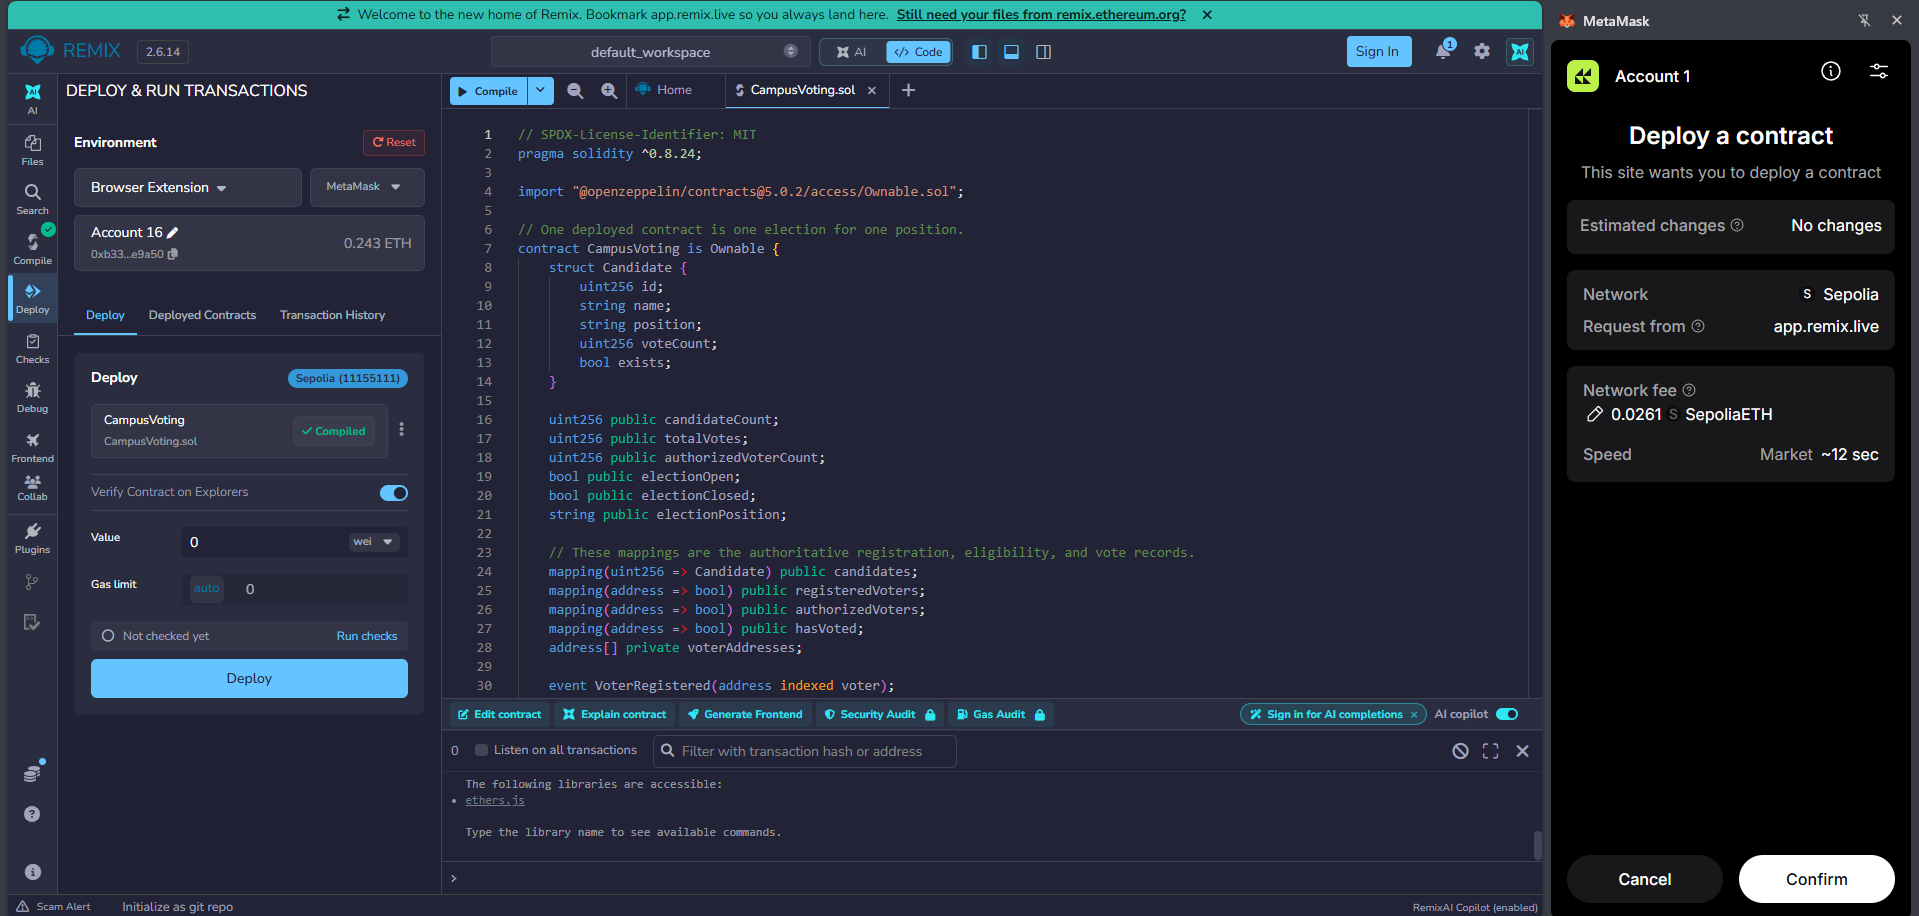 Welcome to the new home of Remix. Bookmark app.remix.live so you always land here. Still need your files from remix.ethereum.org?
REMIX
2.6.14
default_workspace
AI
Code
Sign In
1
AI
AI
Files
Search
Compile
Deploy
Checks
Debug
Frontend
Collab
Plugins
DEPLOY & RUN TRANSACTIONS
Environment
Reset
Browser Extension
MetaMask
Account 16
0.243 ETH
0xb33...e9a50
Deploy
Deployed Contracts
Transaction History
Deploy
Sepolia (11155111)
CampusVoting
CampusVoting.sol
Compiled
Verify Contract on Explorers
Value
0
wei
Gas limit
auto
0
Not checked yet
Run checks
Deploy
Compile
Home
CampusVoting.sol
1 // SPDX-License-Identifier: MIT
2 pragma solidity ^0.8.24;
3
4 import "@openzeppelin/contracts@5.0.2/access/Ownable.sol";
5
6 // One deployed contract is one election for one position.
7 contract CampusVoting is Ownable {
8 struct Candidate {
9 uint256 id;
10 string name;
11 string position;
12 uint256 voteCount;
13 bool exists;
14 }
15
16 uint256 public candidateCount;
17 uint256 public totalVotes;
18 uint256 public authorizedVoterCount;
19 bool public electionOpen;
20 bool public electionClosed;
21 string public electionPosition;
22
23 // These mappings are the authoritative registration, eligibility, and vote records.
24 mapping(uint256 => Candidate) public candidates;
25 mapping(address => bool) public registeredVoters;
26 mapping(address => bool) public authorizedVoters;
27 mapping(address => bool) public hasVoted;
28 address[] private voterAddresses;
29
30 event VoterRegistered(address indexed voter);
Edit contract
Explain contract
Generate Frontend
Security Audit
Gas Audit
Sign in for AI completions
AI copilot
0
Listen on all transactions
Filter with transaction hash or address
The following libraries are accessible:
ethers.js
Type the library name to see available commands.
>
Scam Alert
Initialize as git repo
RemixAI Copilot (enabled)
MetaMask
Account 1
Deploy a contract
This site wants you to deploy a contract
Estimated changes
No changes
Network
S Sepolia
Request from
app.remix.live
Network fee
0.0261 S SepoliaETH
Speed
Market ~12 sec
Cancel
Confirm